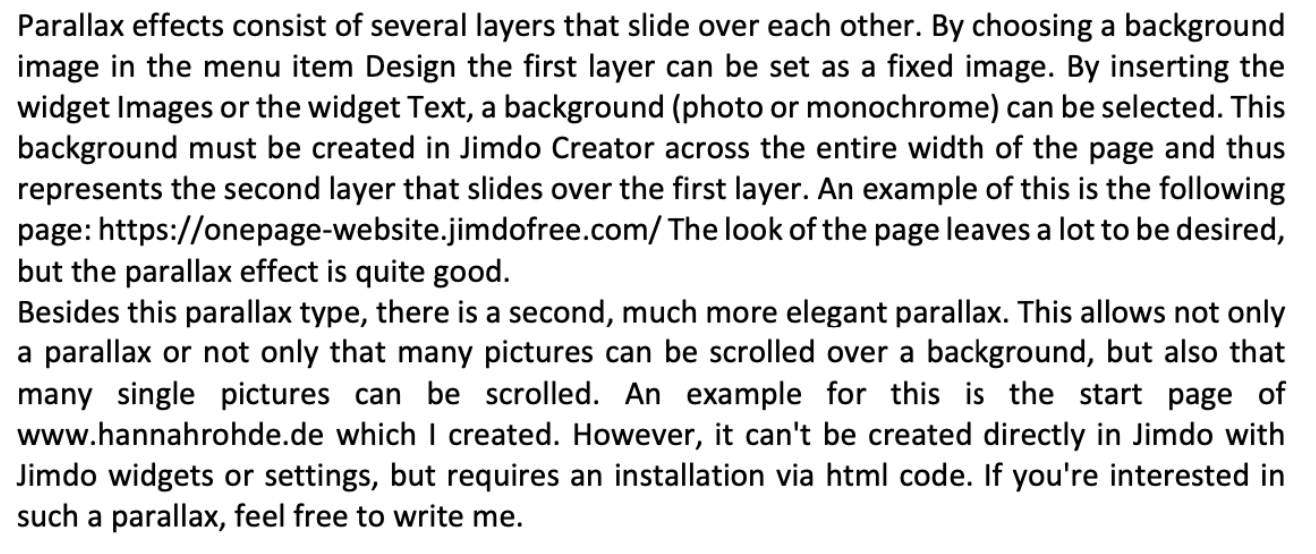 Parallax effects consist of several layers that slide over each other. By choosing a background
image in the menu item Design the first layer can be set as a fixed image. By inserting the
widget Images or the widget Text, a background (photo or monochrome) can be selected. This
background must be created in Jimdo Creator across the entire width of the page and thus
represents the second layer that slides over the first layer. An example of this is the following
page: https://onepage-website.jimdofree.com/ The look of the page leaves a lot to be desired,
but the parallax effect is quite good.
Besides this parallax type, there is a second, much more elegant parallax. This allows not only
a parallax or not only that many pictures can be scrolled over a background, but also that
many single pictures can be scrolled. An example for this is the start page of
www.hannahrohde.de which I created. However, it can't be created directly in Jimdo with
Jimdo widgets or settings, but requires an installation via html code. If you're interested in
such a parallax, feel free to write me.